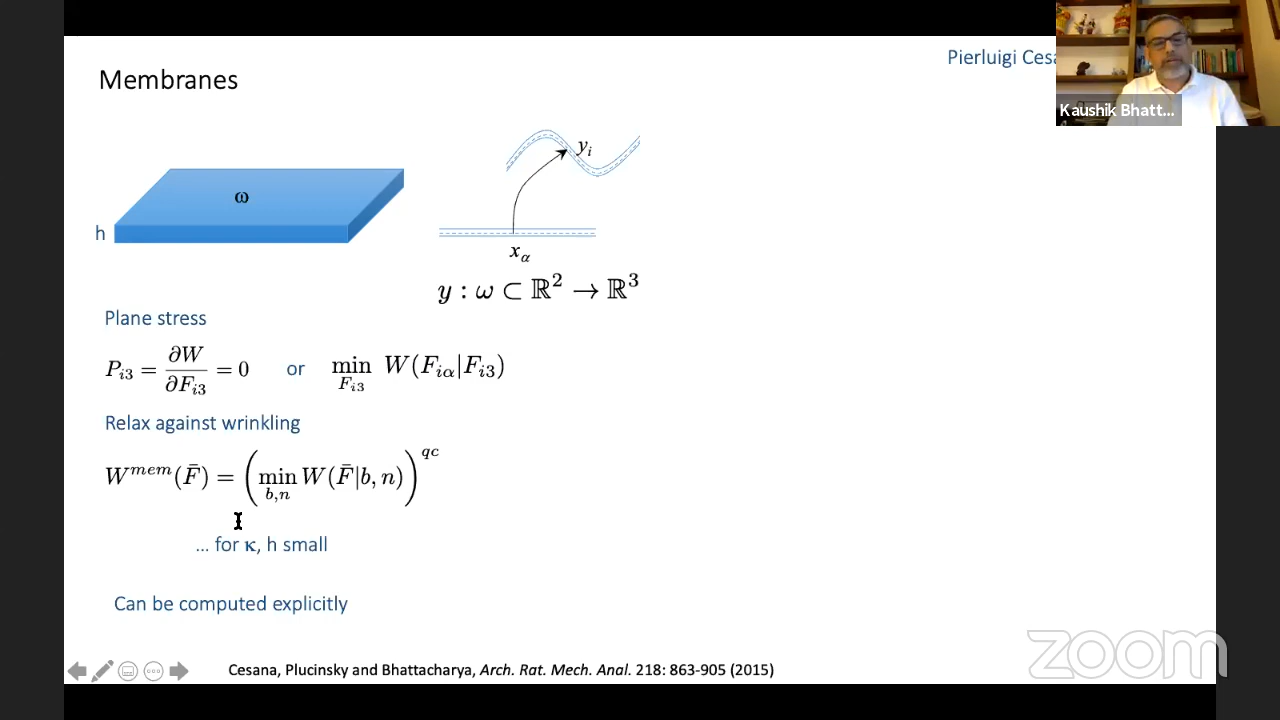 Membranes
Pierluigi
Kaushik Bhatt...
ω
h
y_i
x_α
y : ω ⊂ ℝ² → ℝ³
Plane stress
P_{i3} = ∂W/∂F_{i3} = 0 or min_{F_{i3}} W(F_{iα}|F_{i3})
Relax against wrinkling
W^{mem}(F̄) = (min_{b,n} W(F̄|b, n))^{qc}
... for κ, h small
Can be computed explicitly
Cesana, Plucinsky and Bhattacharya, Arch. Rat. Mech. Anal. 218: 863-905 (2015)
zoom